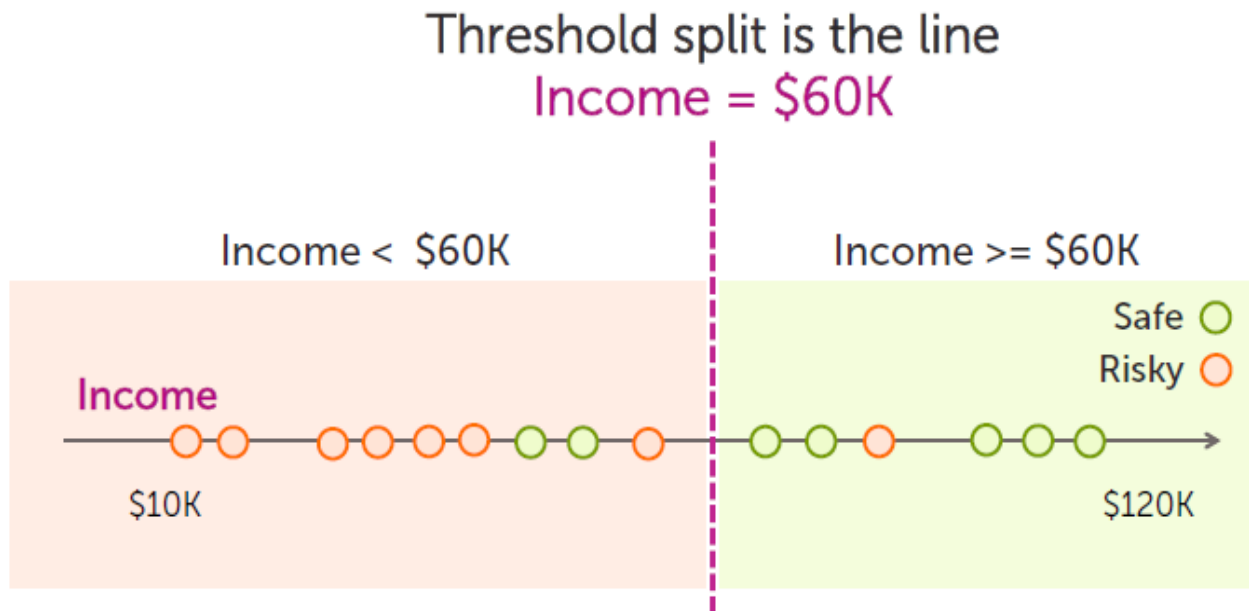 Threshold split is the line
Income = $60K
Income < $60K
Income >= $60K
Safe
Risky
Income
$10K
$120K